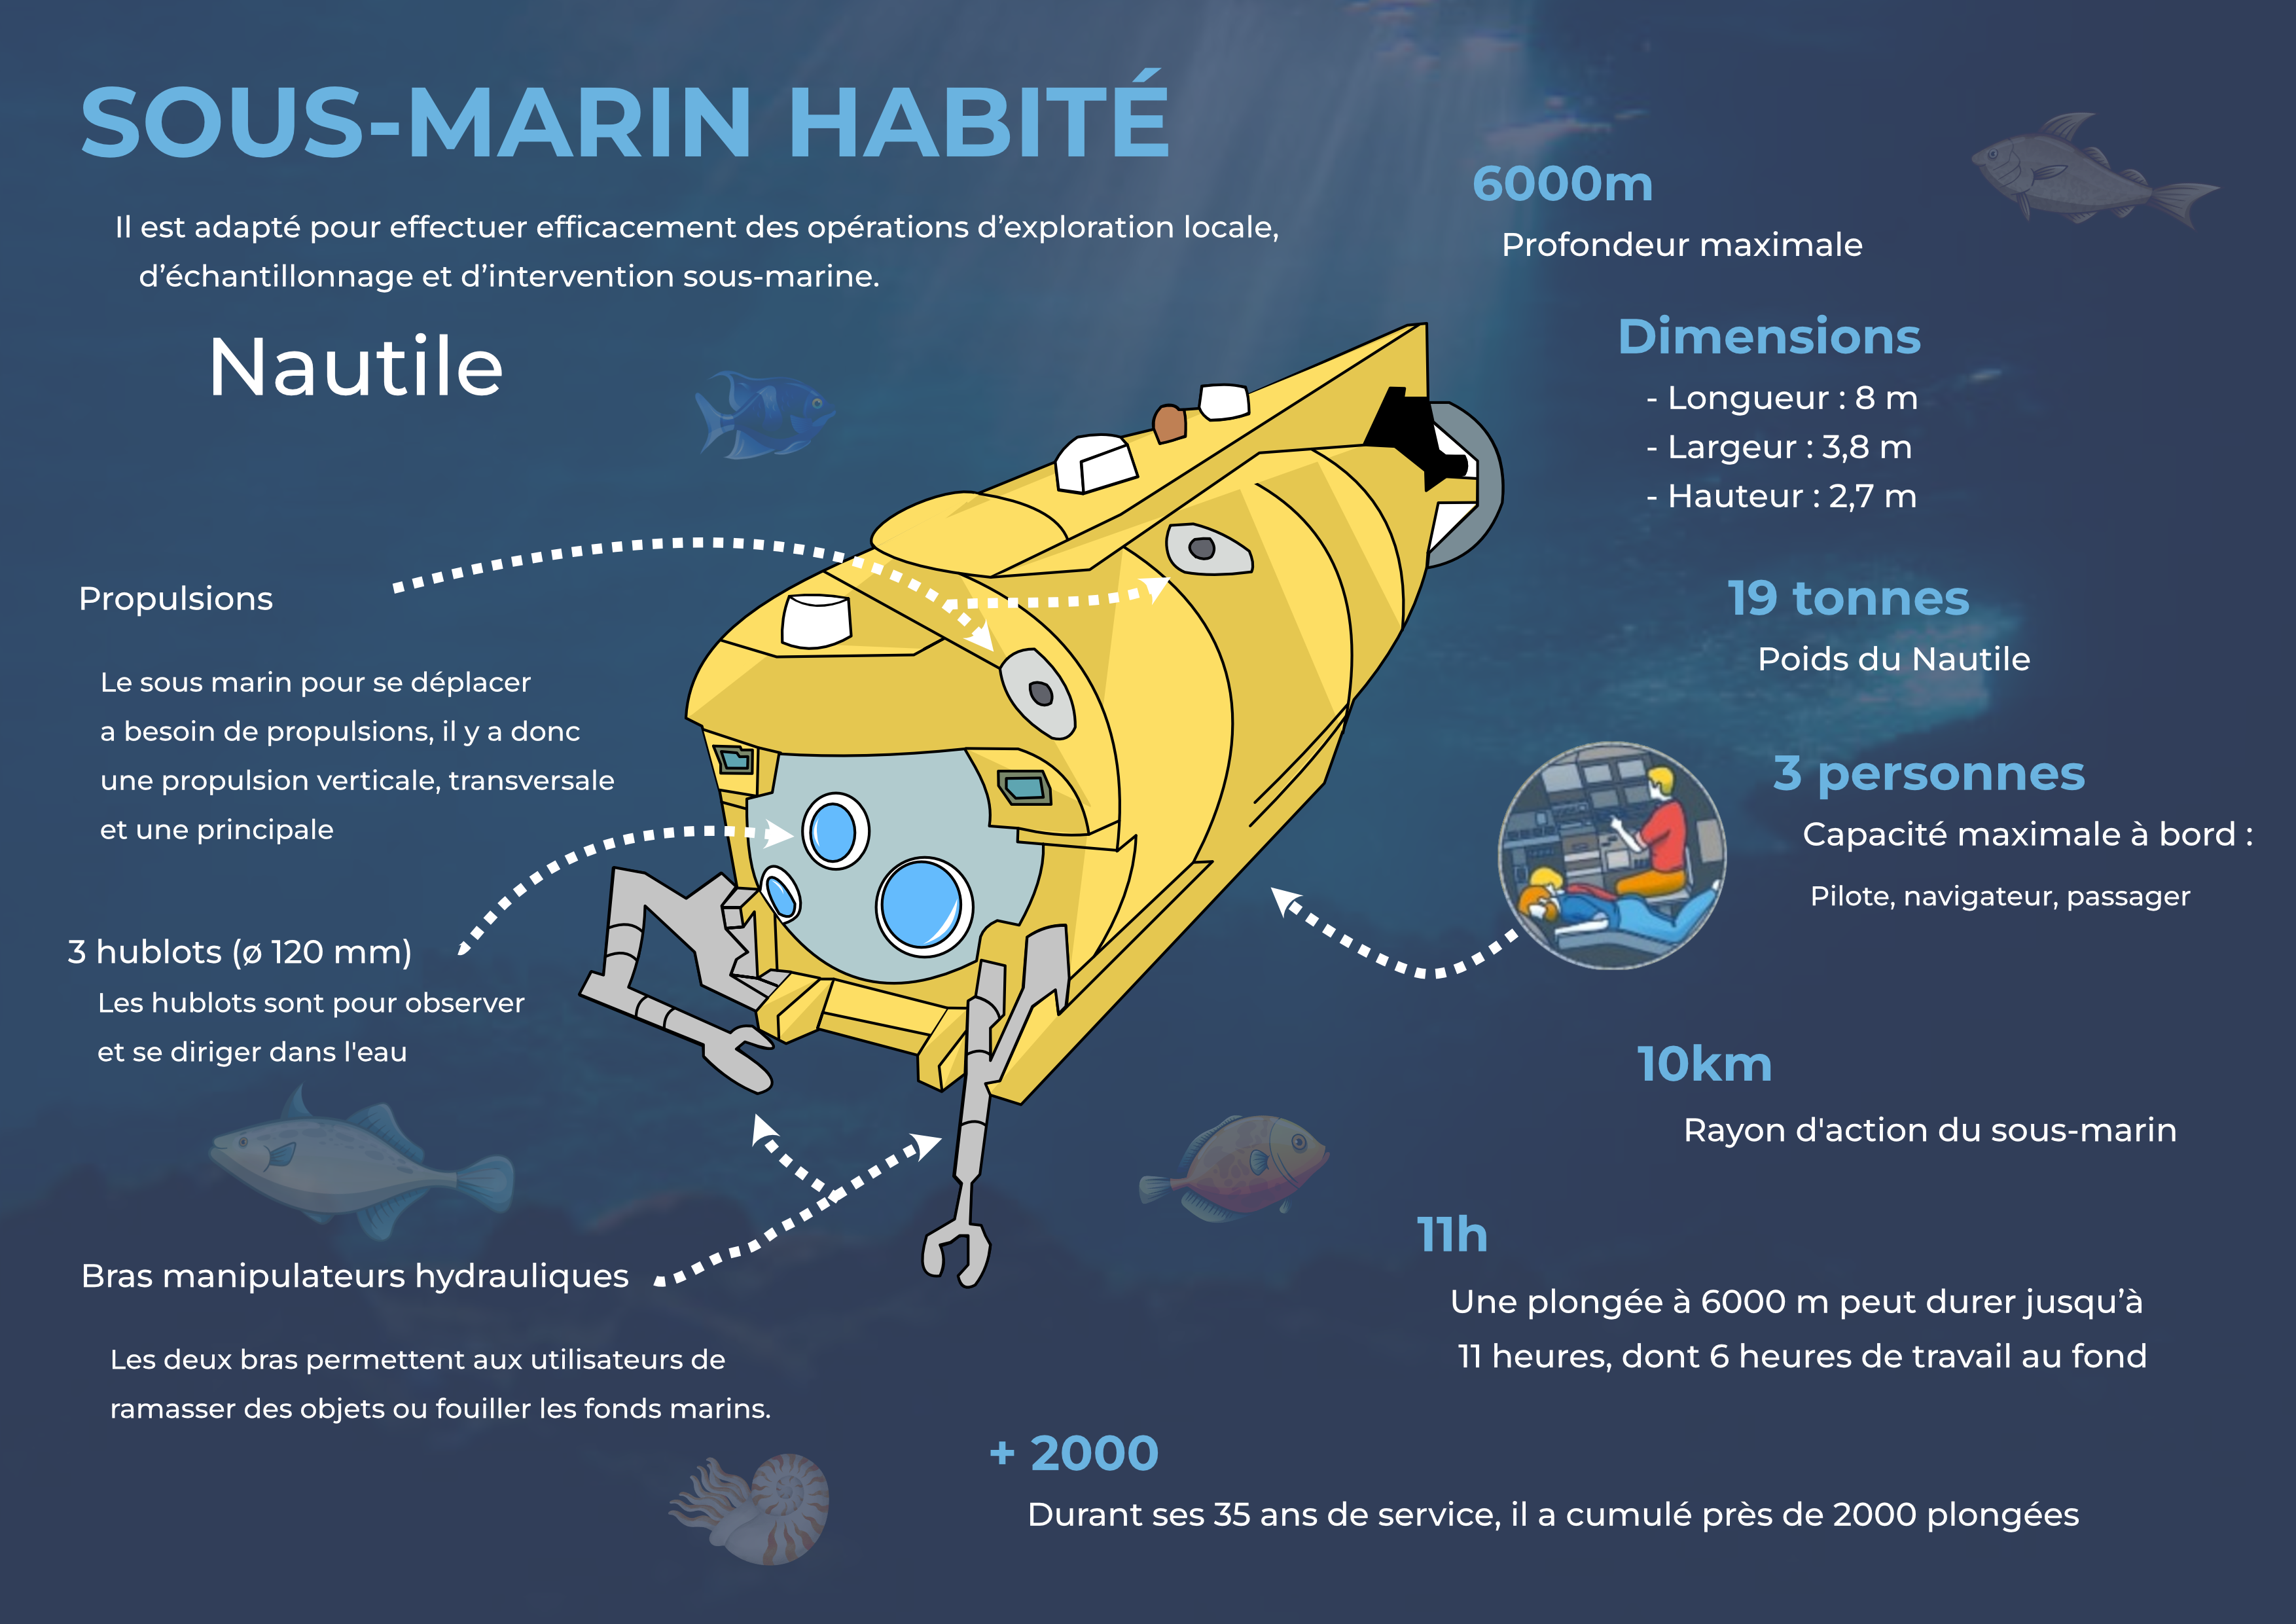 SOUS-MARIN HABITÉ
Il est adapté pour effectuer efficacement des opérations d’exploration locale,
d’échantillonnage et d’intervention sous-marine.
Nautile
Propulsions
Le sous marin pour se déplacer
a besoin de propulsions, il y a donc
une propulsion verticale, transversale
et une principale
3 hublots (ø 120 mm)
Les hublots sont pour observer
et se diriger dans l'eau
Bras manipulateurs hydrauliques
Les deux bras permettent aux utilisateurs de
ramasser des objets ou fouiller les fonds marins.
6000m
Profondeur maximale
Dimensions
- Longueur : 8 m
- Largeur : 3,8 m
- Hauteur : 2,7 m
19 tonnes
Poids du Nautile
3 personnes
Capacité maximale à bord :
Pilote, navigateur, passager
10km
Rayon d'action du sous-marin
11h
Une plongée à 6000 m peut durer jusqu’à
11 heures, dont 6 heures de travail au fond
+ 2000
Durant ses 35 ans de service, il a cumulé près de 2000 plongées